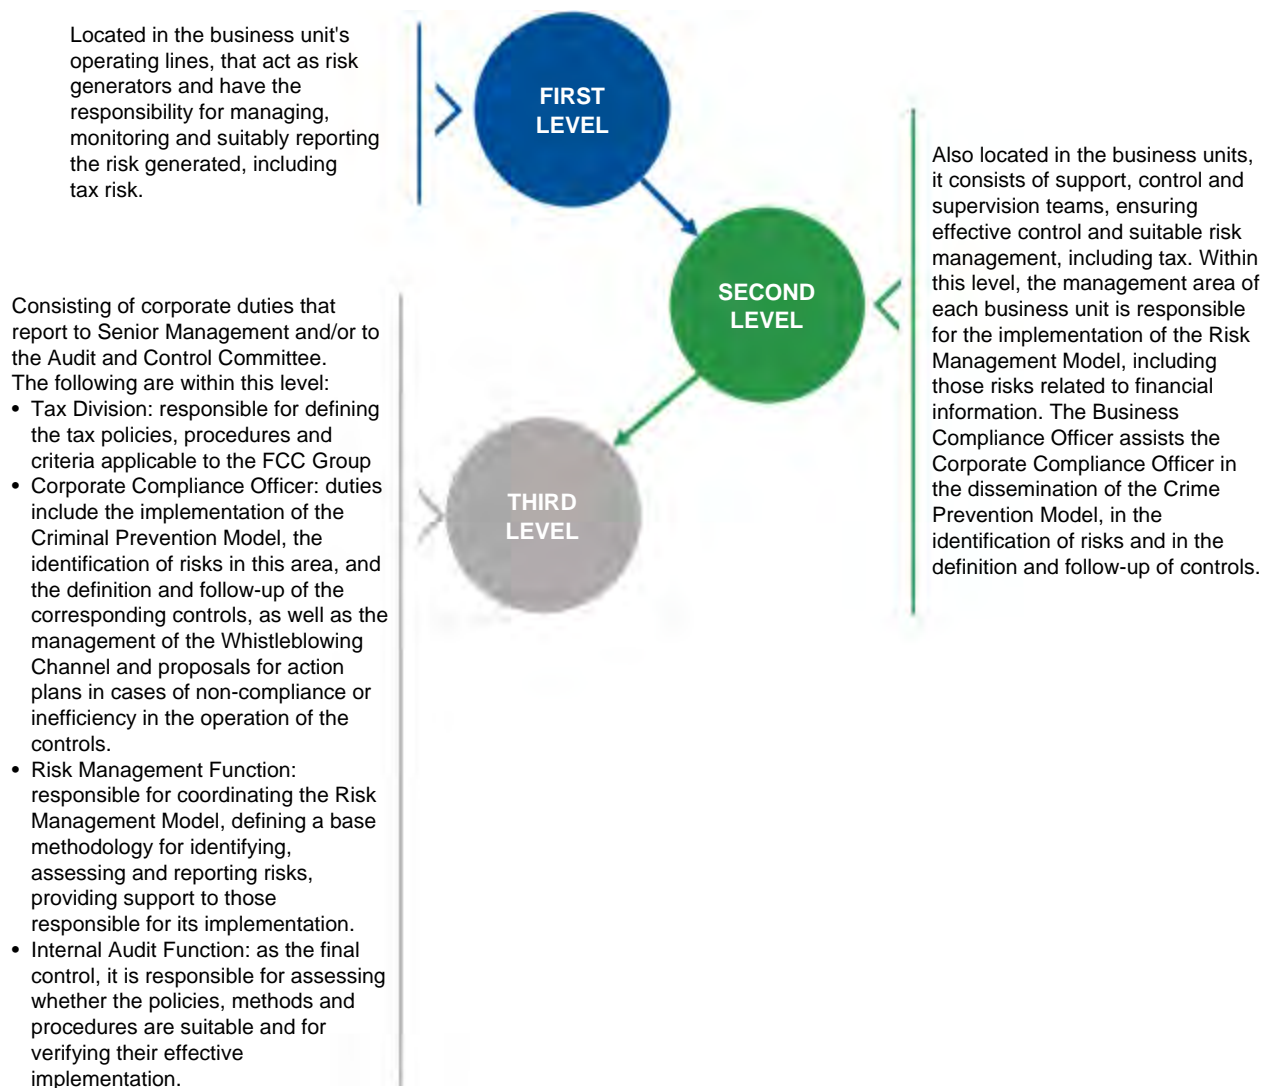 Located in the business unit's
operating lines, that act as risk
generators and have the
responsibility for managing,
monitoring and suitably reporting
the risk generated, including
tax risk.
FIRST
LEVEL
Also located in the business units,
it consists of support, control and
supervision teams, ensuring
effective control and suitable risk
management, including tax. Within
this level, the management area of
each business unit is responsible
for the implementation of the Risk
Management Model, including
those risks related to financial
information. The Business
Compliance Officer assists the
Corporate Compliance Officer in
the dissemination of the Crime
Prevention Model, in the
identification of risks and in the
definition and follow-up of controls.
SECOND
LEVEL
Consisting of corporate duties that
report to Senior Management and/or to
the Audit and Control Committee.
The following are within this level:
• Tax Division: responsible for defining
the tax policies, procedures and
criteria applicable to the FCC Group
• Corporate Compliance Officer: duties
include the implementation of the
Criminal Prevention Model, the
identification of risks in this area, and
the definition and follow-up of the
corresponding controls, as well as the
management of the Whistleblowing
Channel and proposals for action
plans in cases of non-compliance or
inefficiency in the operation of the
controls.
• Risk Management Function:
responsible for coordinating the Risk
Management Model, defining a base
methodology for identifying,
assessing and reporting risks,
providing support to those
responsible for its implementation.
• Internal Audit Function: as the final
control, it is responsible for assessing
whether the policies, methods and
procedures are suitable and for
verifying their effective
implementation.
THIRD
LEVEL